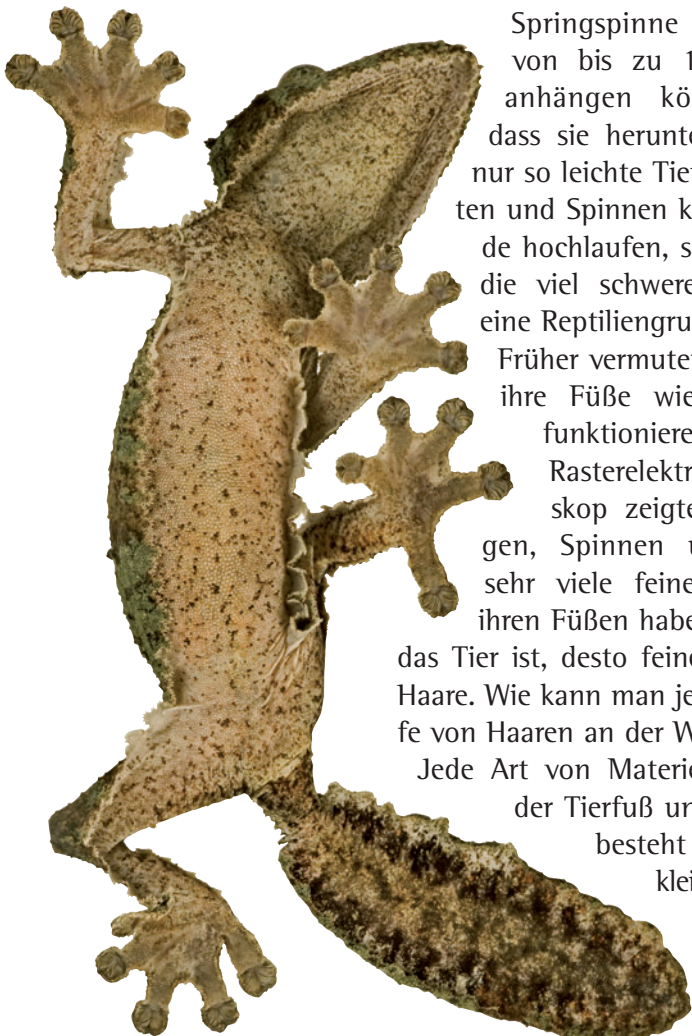 Springspinne
von bis zu 1
anhängen kö
dass sie herunte
nur so leichte Tie
ten und Spinnen k
de hochlaufen, s
die viel schwere
eine Reptiliengru
Früher vermute
ihre Füße wie
funktioniere
Rasterelektr
skop zeigte
gen, Spinnen u
sehr viele feine
ihren Füßen habe
das Tier ist, desto feine
Haare. Wie kann man je
fe von Haaren an der W
Jede Art von Materi
der Tierfuß un
besteht
klei